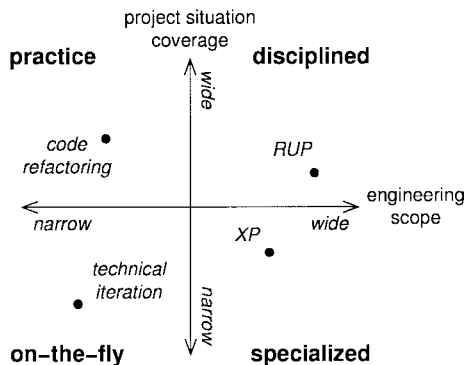 project situation
coverage
practice
disciplined
wide
code
refactoring
RUP
engineering
scope
narrow
wide
XP
technical
iteration
narrow
on-the-fly
specialized